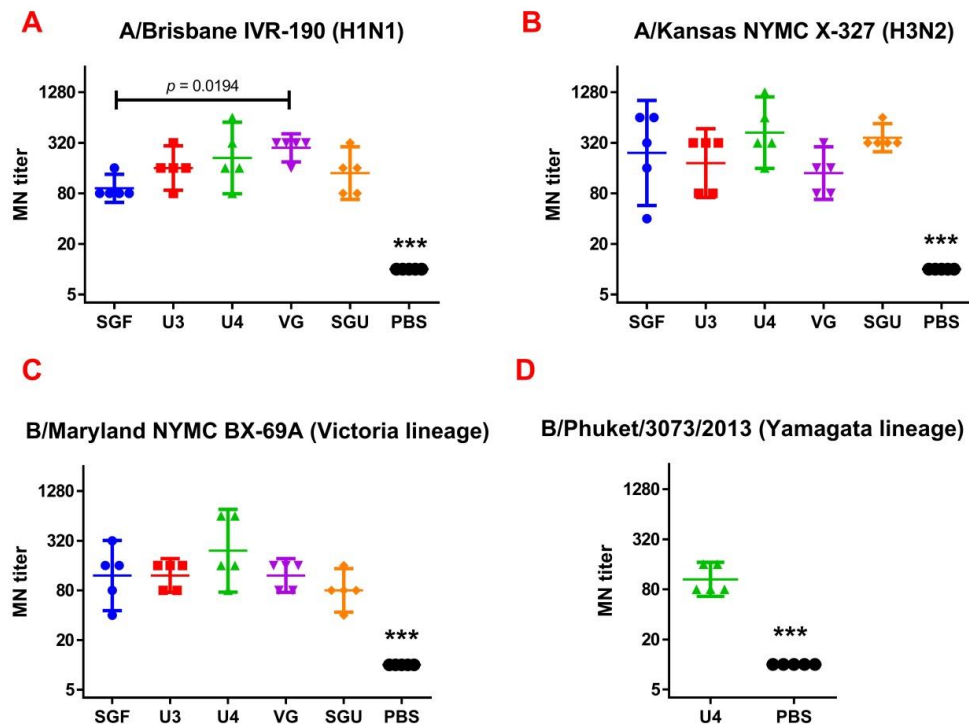 A
A/Brisbane IVR-190 (H1N1)
p = 0.0194
1280
320
80
20
5
MN titer
***
SGF U3 U4 VG SGU PBS
B
A/Kansas NYMC X-327 (H3N2)
1280
320
80
20
5
MN titer
***
SGF U3 U4 VG SGU PBS
C
B/Maryland NYMC BX-69A (Victoria lineage)
1280
320
80
20
5
MN titer
***
SGF U3 U4 VG SGU PBS
D
B/Phuket/3073/2013 (Yamagata lineage)
1280
320
80
20
5
MN titer
***
U4 PBS